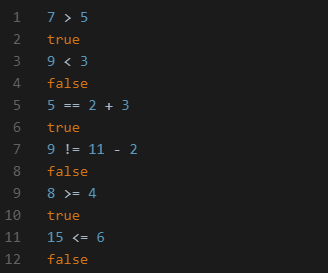 1 7 > 5
2 true
3 9 < 3
4 false
5 5 == 2 + 3
6 true
7 9 != 11 - 2
8 false
9 8 >= 4
10 true
11 15 <= 6
12 false